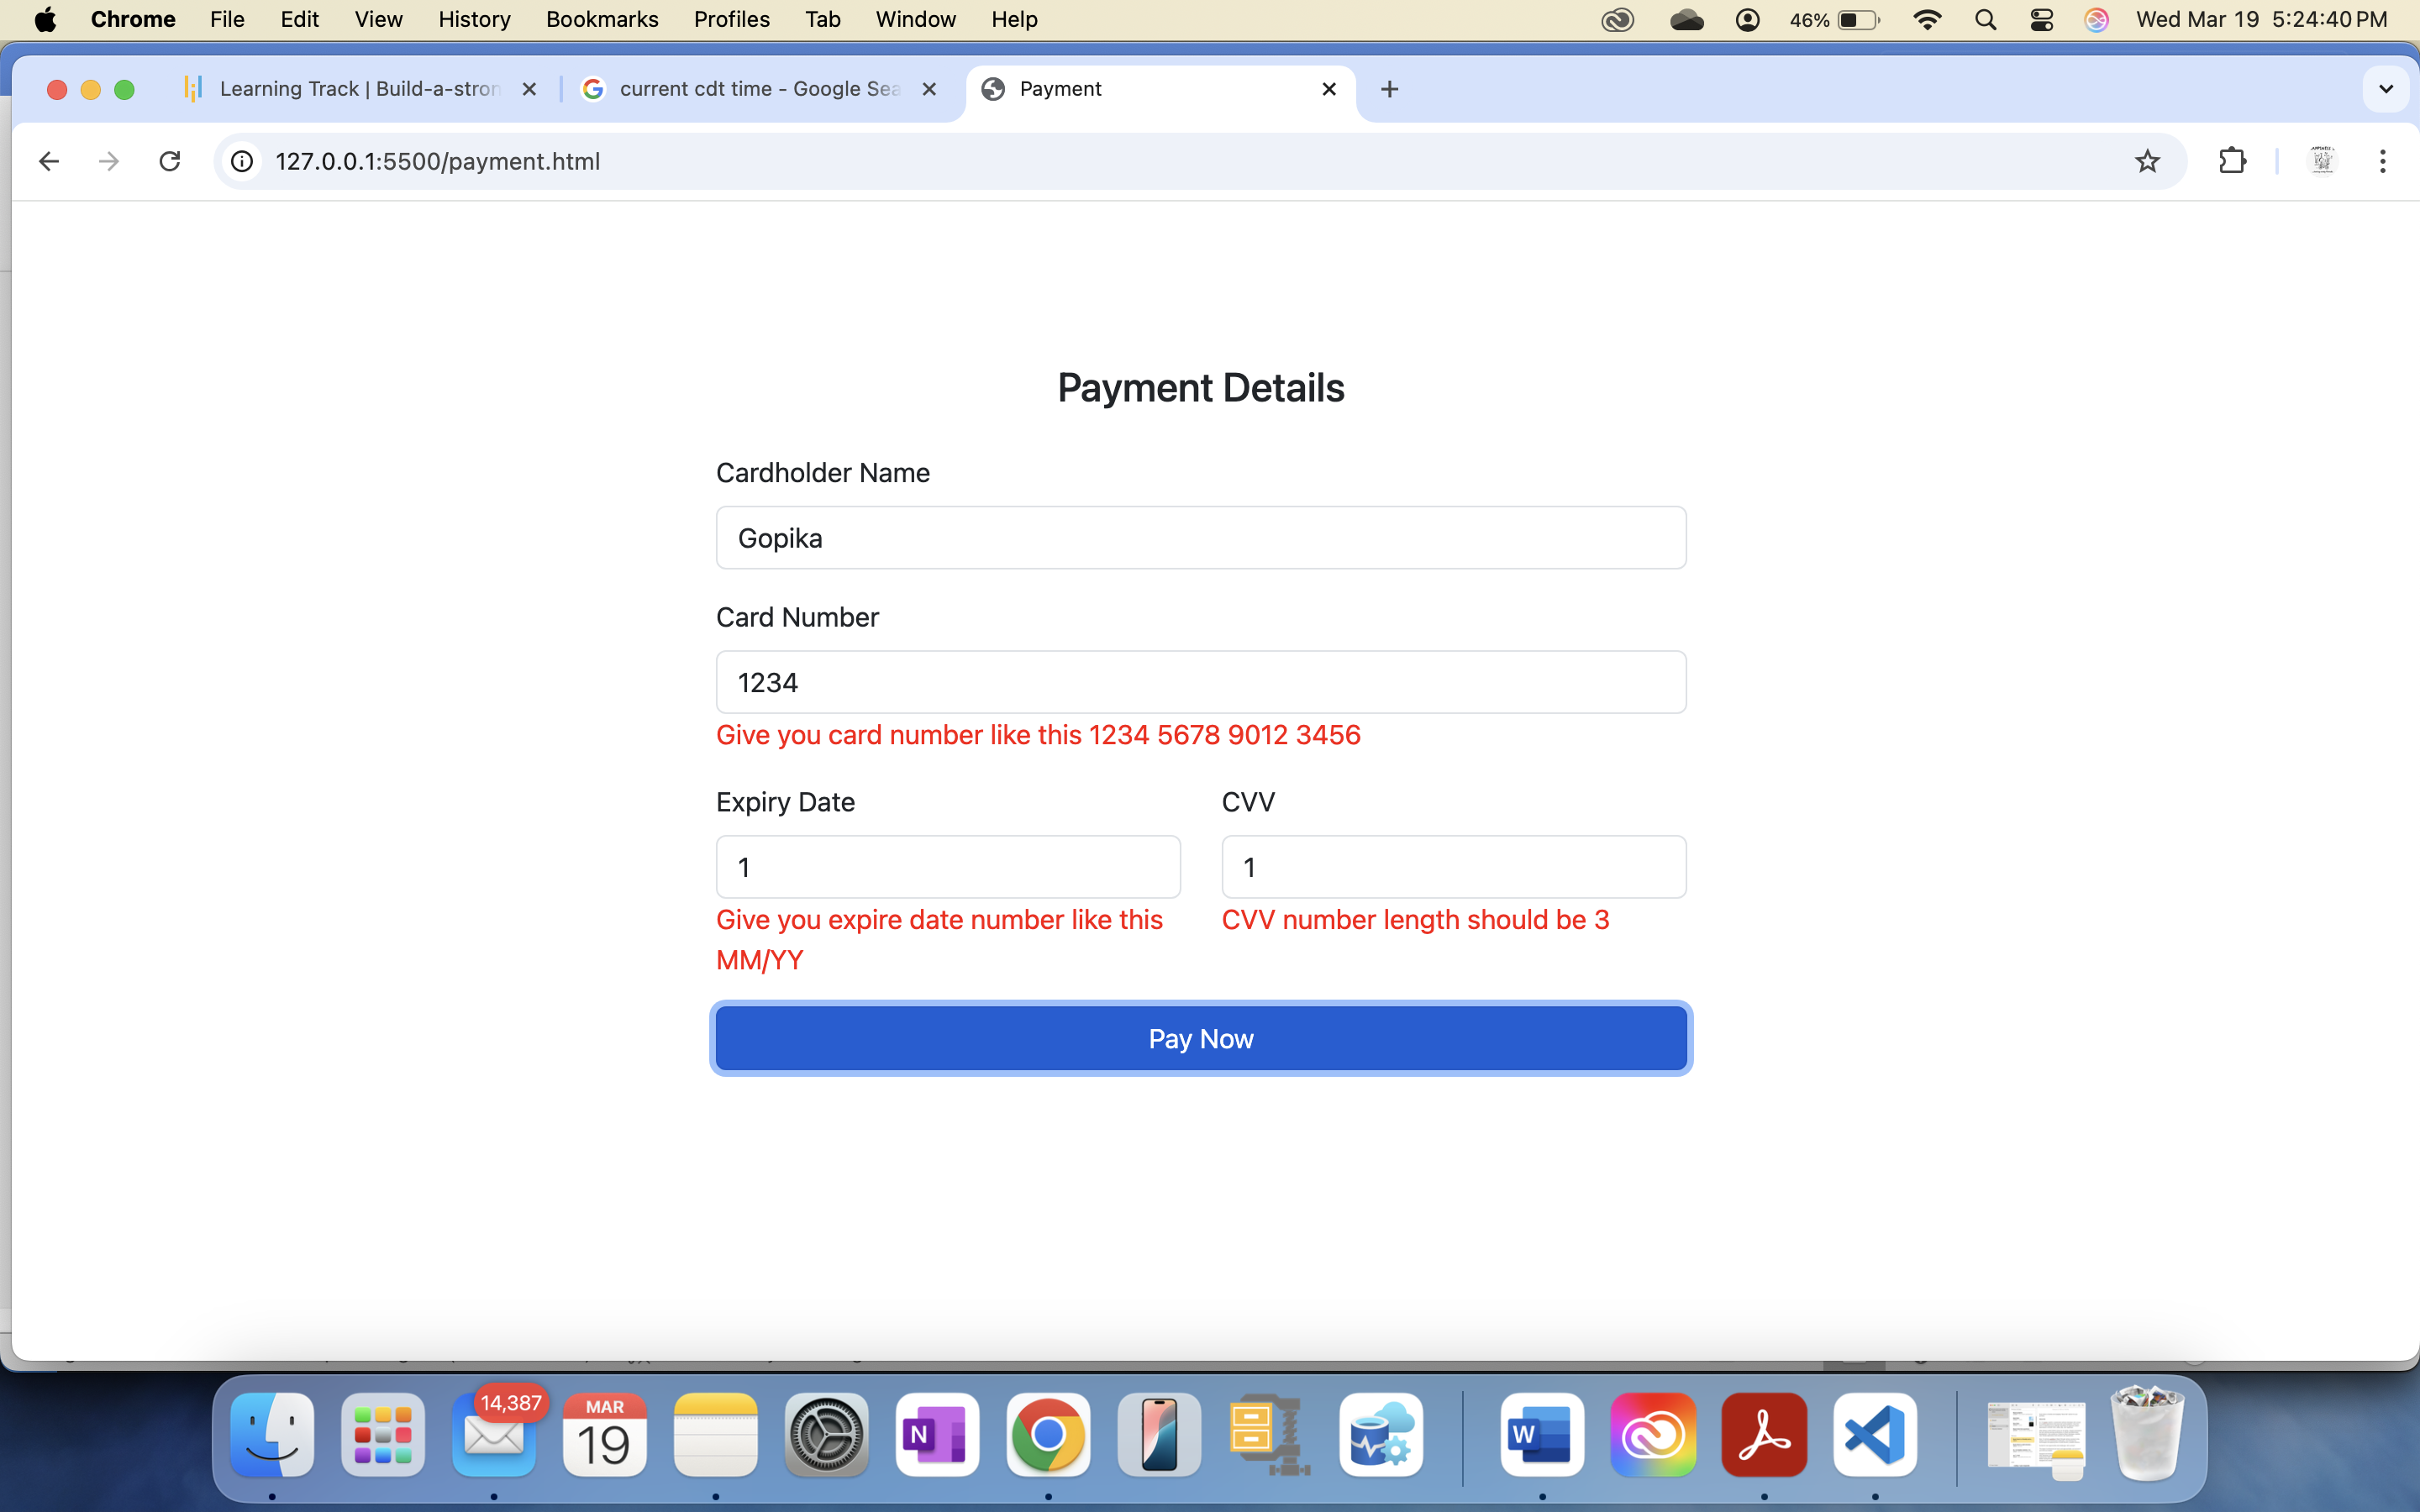 Chrome File Edit View History Bookmarks Profiles Tab Window Help 46% Wed Mar 19 5:24:40 PM
Learning Track | Build-a-stron current cdt time - Google Sea Payment
127.0.0.1:5500/payment.html
Payment Details
Cardholder Name
Gopika
Card Number
1234
Give you card number like this 1234 5678 9012 3456
Expiry Date CVV
1 1
Give you expire date number like this CVV number length should be 3
MM/YY
Pay Now
14,387
MAR
19
N
W